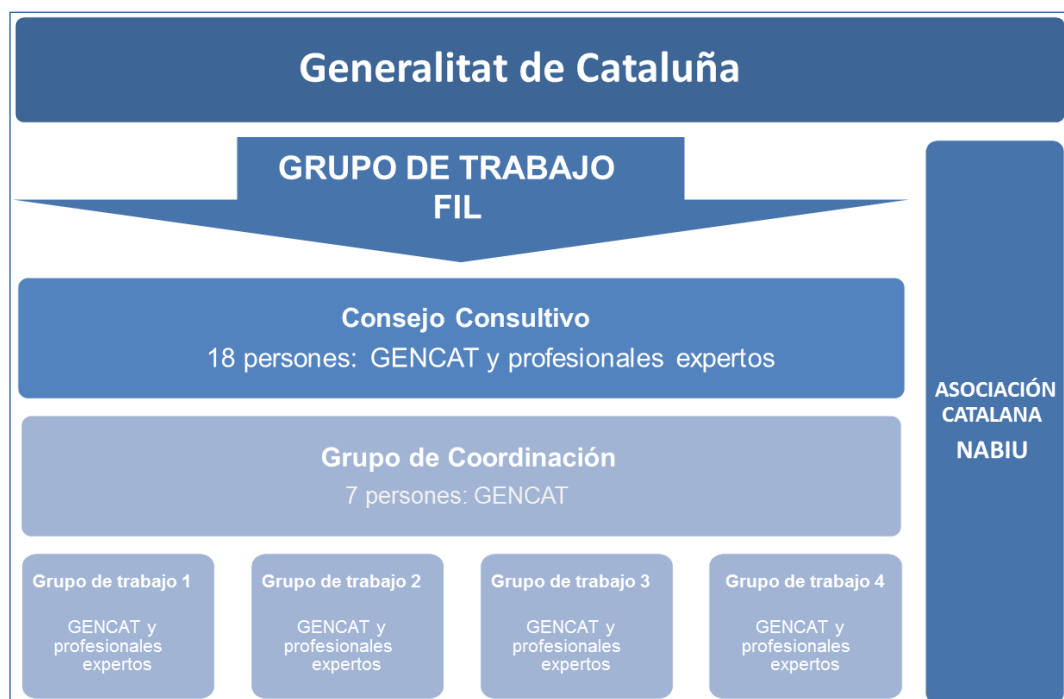 Generalitat de Cataluña
GRUPO DE TRABAJO
FIL
Consejo Consultivo
18 persones: GENCAT y profesionales expertos
Grupo de Coordinación
7 persones: GENCAT
Grupo de trabajo 1
GENCAT y
profesionales
expertos
Grupo de trabajo 2
GENCAT y
profesionales
expertos
Grupo de trabajo 3
GENCAT y
profesionales
expertos
Grupo de trabajo 4
GENCAT y
profesionales
expertos
ASOCIACIÓN
CATALANA
NABIU